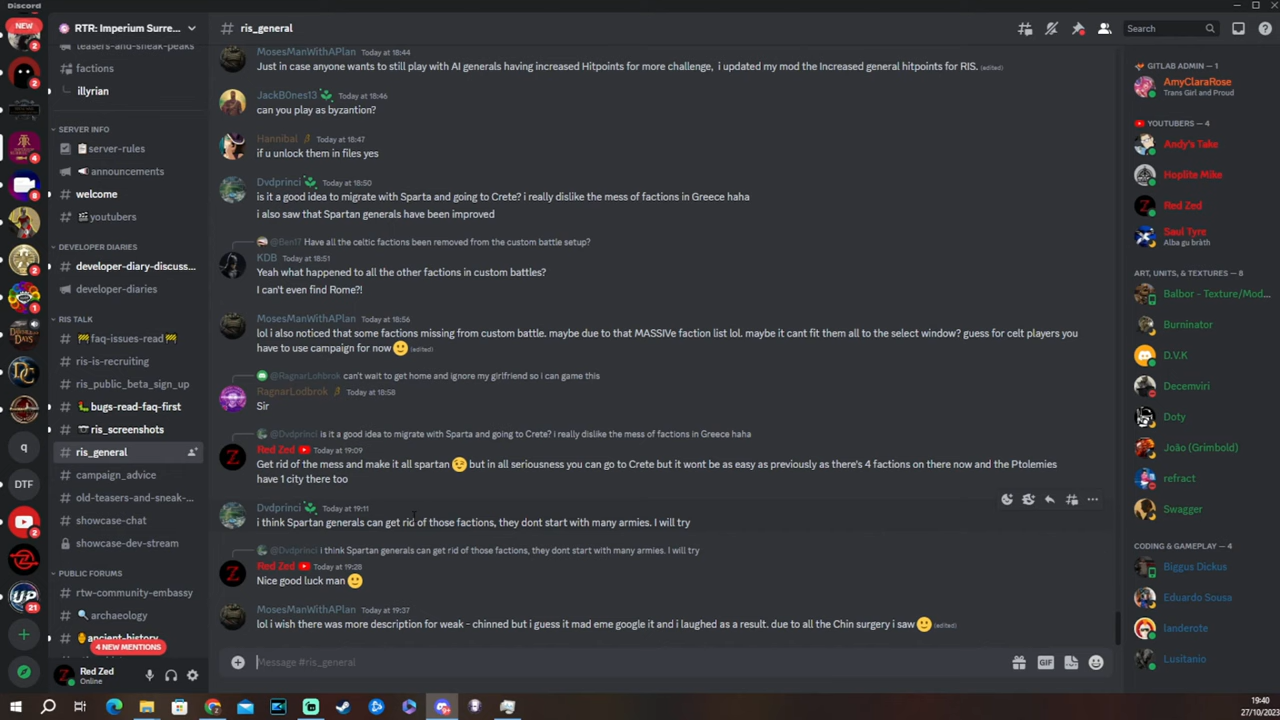 Discord
NEW
RTR: Imperium Surre...
teasers-and-sneak-peaks
factions
illyrian
SERVER INFO
server-rules
announcements
welcome
youtubers
DEVELOPER DIARIES
developer-diary-discuss...
developer-diaries
RIS TALK
faq-issues-read
ris-is-recruiting
ris_public_beta_sign_up
bugs-read-faq-first
ris_screenshots
ris_general
campaign_advice
old-teasers-and-sneak-...
showcase-chat
showcase-dev-stream
PUBLIC FORUMS
rtw-community-embassy
archaeology
ancient-history
4 NEW MENTIONS
Red Zed
Online
2
2
4
2
1
q
DTF
2
UP
21
# ris_general
Search
MosesManWithAPlan Today at 18:44
Just in case anyone wants to still play with AI generals having increased Hitpoints for more challenge, i updated my mod the Increased general hitpoints for RIS. (edited)
JackB0nes13 Today at 18:46
can you play as byzantion?
Hannibal Today at 18:47
if u unlock them in files yes
Dvdprinci Today at 18:50
is it a good idea to migrate with Sparta and going to Crete? i really dislike the mess of factions in Greece haha
i also saw that Spartan generals have been improved
@Ben17 Have all the celtic factions been removed from the custom battle setup?
KDB Today at 18:51
Yeah what happened to all the other factions in custom battles?
I can't even find Rome?!
MosesManWithAPlan Today at 18:56
lol i also noticed that some factions missing from custom battle. maybe due to that MASSIVe faction list lol. maybe it cant fit them all to the select window? guess for celt players you
have to use campaign for now (edited)
@RagnarLohbrok can't wait to get home and ignore my girlfriend so i can game this
RagnarLodbrok Today at 18:58
Sir
@Dvdprinci is it a good idea to migrate with Sparta and going to Crete? i really dislike the mess of factions in Greece haha
Red Zed Today at 19:09
Get rid of the mess and make it all spartan but in all seriousness you can go to Crete but it wont be as easy as previously as there's 4 factions on there now and the Ptolemies
have 1 city there too
Dvdprinci Today at 19:11
i think Spartan generals can get rid of those factions, they dont start with many armies. I will try
@Dvdprinci i think Spartan generals can get rid of those factions, they dont start with many armies. I will try
Red Zed Today at 19:28
Nice good luck man
MosesManWithAPlan Today at 19:37
lol i wish there was more description for weak - chinned but i guess it mad eme google it and i laughed as a result. due to all the Chin surgery i saw (edited)
Message #ris_general
GIF
GITLAB ADMIN — 1
AmyClaraRose
Trans Girl and Proud
YOUTUBERS — 4
Andy's Take
Hoplite Mike
Red Zed
Saul Tyre
Alba gu bràth
ART, UNITS, & TEXTURES — 8
Balbor - Texture/Mod...
Burninator
D.V.K
Decemviri
Doty
João (Grimbold)
refract
Swagger
CODING & GAMEPLAY — 4
Biggus Dickus
Eduardo Sousa
landerote
Lusitanio
19:40
27/10/2023